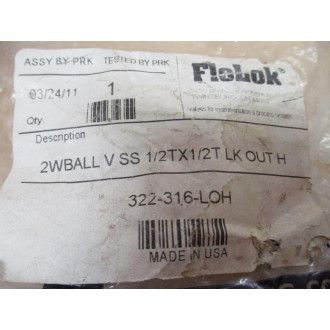 ASSY BY-PRK TESTED BY PRK
03/24/11 1
FloLok
Qty
Description
2WBALL V SS 1/2TX1/2T LK OUT H
322-316-LOH
MADE IN USA